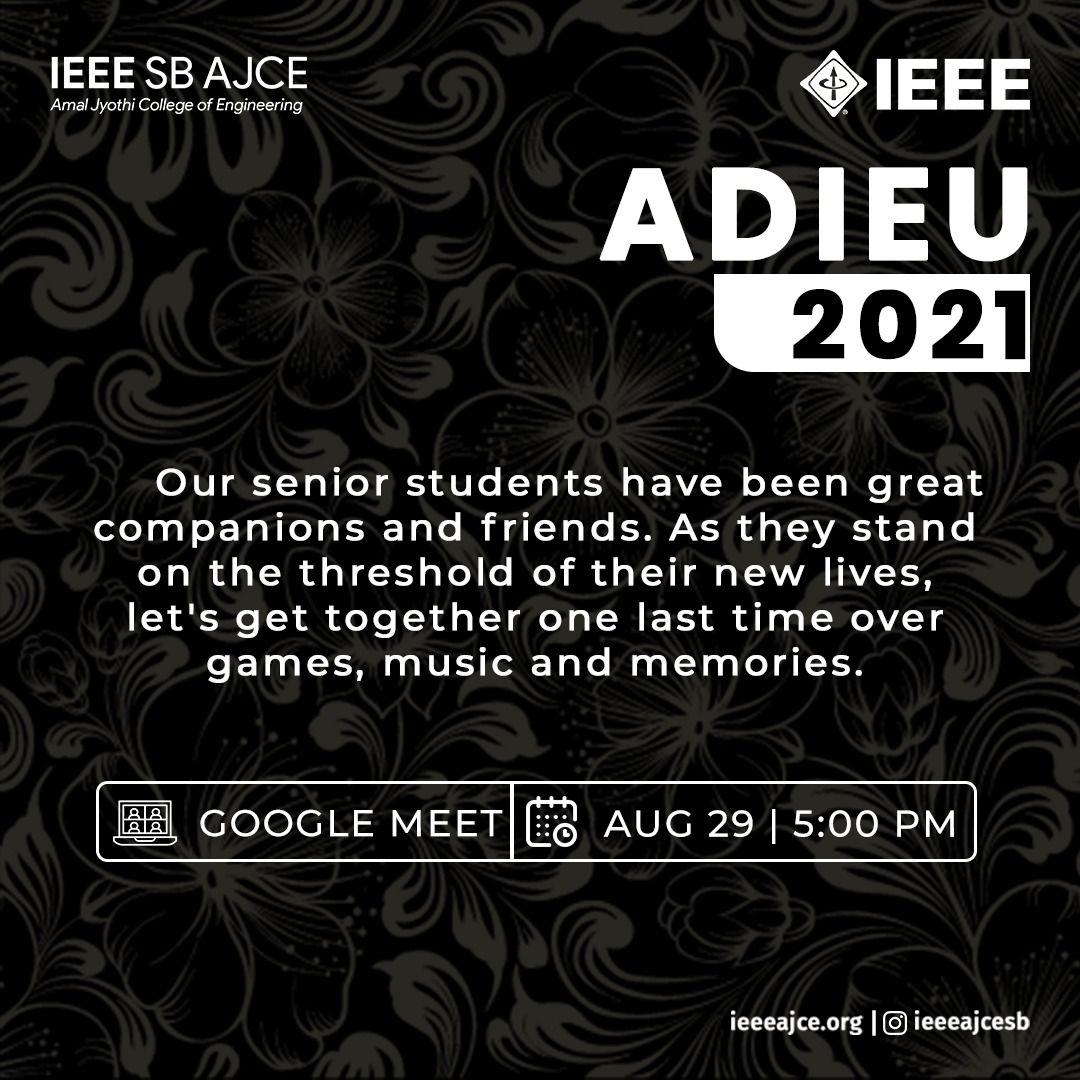 IEEE SB AJCE
Amal Jyothi College of Engineering
IEEE
ADIEU
2021
Our senior students have been great
companions and friends. As they stand
on the threshold of their new lives,
let's get together one last time over
games, music and memories.
GOOGLE MEET
AUG 29 | 5:00 PM
ieeeajce.org | ieeeajcesb